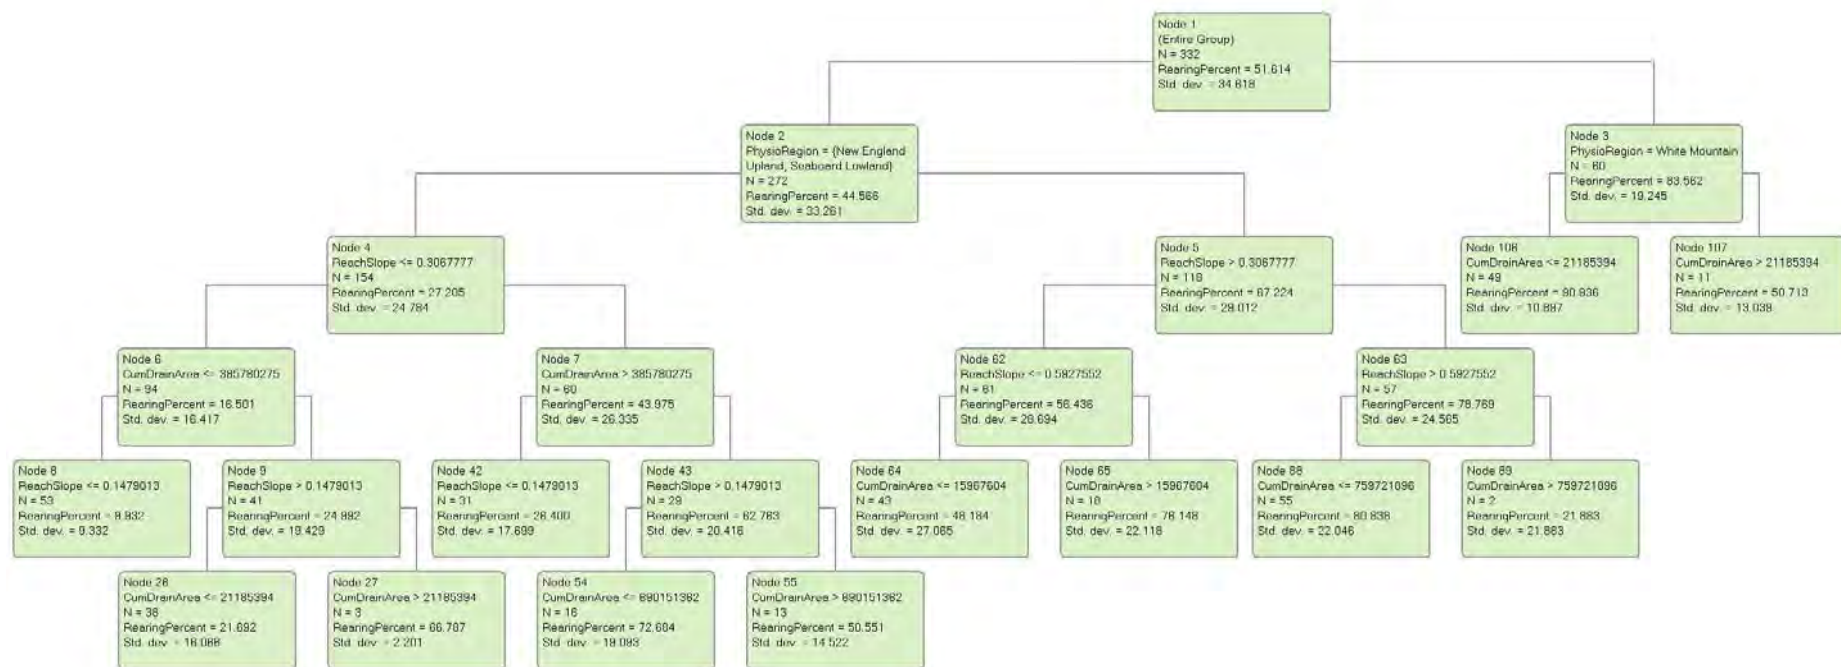 Node 1
(Entire Group)
N = 332
RearingPercent = 51.614
Std. dev. = 34.618
Node 2
PhysioRegion = {New England
Upland, Seaboard Lowland}
N = 272
RearingPercent = 44.566
Std. dev. = 33.261
Node 3
PhysioRegion = White Mountain
N = 60
RearingPercent = 83.562
Std. dev. = 19.245
Node 4
ReachSlope <= 0.3067777
N = 154
RearingPercent = 27.205
Std. dev. = 24.784
Node 5
ReachSlope > 0.3067777
N = 118
RearingPercent = 67.224
Std. dev. = 29.012
Node 106
CumDrainArea <= 21185394
N = 49
RearingPercent = 90.936
Std. dev. = 10.887
Node 107
CumDrainArea > 21185394
N = 11
RearingPercent = 50.713
Std. dev. = 13.038
Node 6
CumDrainArea <= 385780275
N = 94
RearingPercent = 16.501
Std. dev. = 16.417
Node 7
CumDrainArea > 385780275
N = 60
RearingPercent = 43.975
Std. dev. = 26.335
Node 62
ReachSlope <= 0.5927552
N = 61
RearingPercent = 56.436
Std. dev. = 28.694
Node 63
ReachSlope > 0.5927552
N = 57
RearingPercent = 78.769
Std. dev. = 24.565
Node 8
ReachSlope <= 0.1479013
N = 53
RearingPercent = 9.932
Std. dev. = 9.332
Node 9
ReachSlope > 0.1479013
N = 41
RearingPercent = 24.992
Std. dev. = 19.429
Node 42
ReachSlope <= 0.1479013
N = 31
RearingPercent = 26.400
Std. dev. = 17.699
Node 43
ReachSlope > 0.1479013
N = 29
RearingPercent = 62.763
Std. dev. = 20.416
Node 64
CumDrainArea <= 15967604
N = 43
RearingPercent = 48.184
Std. dev. = 27.065
Node 65
CumDrainArea > 15967604
N = 18
RearingPercent = 76.148
Std. dev. = 22.118
Node 88
CumDrainArea <= 759721096
N = 55
RearingPercent = 80.838
Std. dev. = 22.046
Node 89
CumDrainArea > 759721096
N = 2
RearingPercent = 21.883
Std. dev. = 21.883
Node 26
CumDrainArea <= 21185394
N = 38
RearingPercent = 21.692
Std. dev. = 16.088
Node 27
CumDrainArea > 21185394
N = 3
RearingPercent = 66.787
Std. dev. = 2.201
Node 54
CumDrainArea <= 690151362
N = 16
RearingPercent = 72.684
Std. dev. = 19.093
Node 55
CumDrainArea > 690151362
N = 13
RearingPercent = 50.551
Std. dev. = 14.522